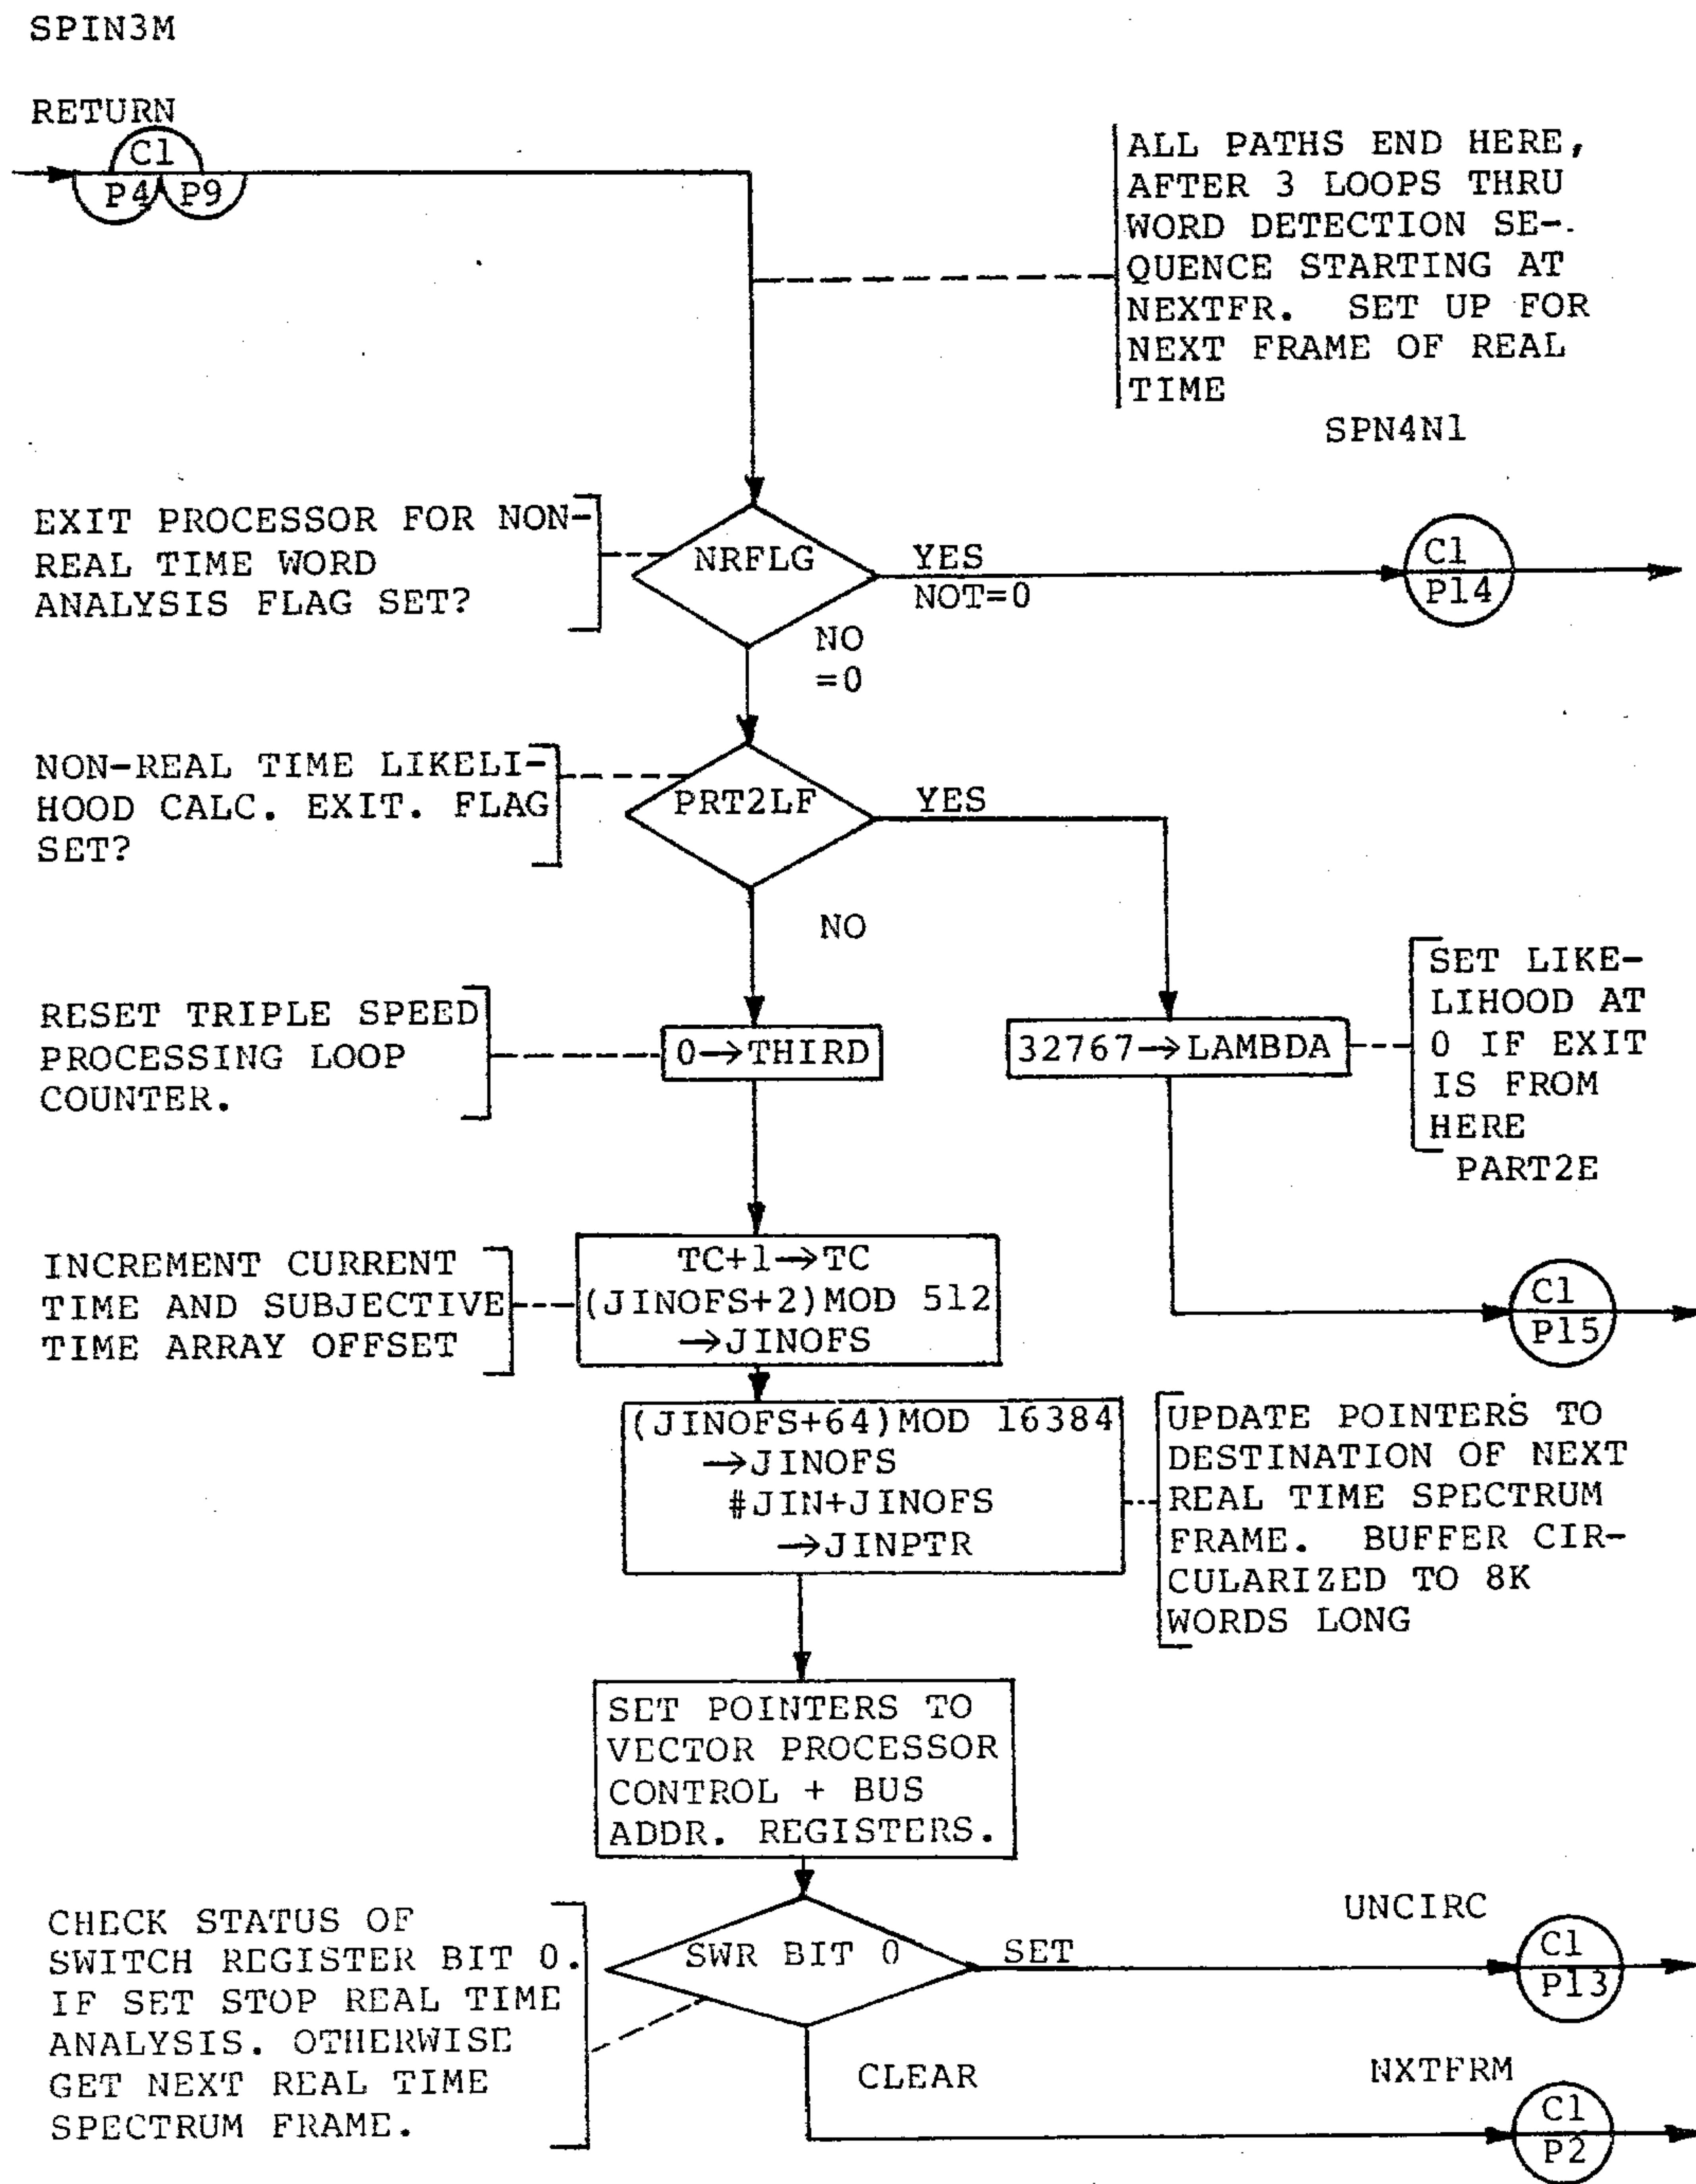 SPIN3M
RETURN
C1
P4 P9
ALL PATHS END HERE,
AFTER 3 LOOPS THRU
WORD DETECTION SE-
QUENCE STARTING AT
NEXTFR. SET UP FOR
NEXT FRAME OF REAL
TIME
SPN4N1
EXIT PROCESSOR FOR NON-
REAL TIME WORD
ANALYSIS FLAG SET?
NRFLG
YES
NOT=0
C1
P14
NO
=0
NON-REAL TIME LIKELI-
HOOD CALC. EXIT. FLAG
SET?
PRT2LF
YES
NO
RESET TRIPLE SPEED
PROCESSING LOOP
COUNTER.
0→THIRD
32767→LAMBDA
SET LIKE-
LIHOOD AT
0 IF EXIT
IS FROM
HERE
PART2E
INCREMENT CURRENT
TIME AND SUBJECTIVE
TIME ARRAY OFFSET
TC+1→TC
(JINOFS+2)MOD 512
→JINOFS
C1
P15
(JINOFS+64)MOD 16384
→JINOFS
#JIN+JINOFS
→JINPTR
UPDATE POINTERS TO
DESTINATION OF NEXT
REAL TIME SPECTRUM
FRAME. BUFFER CIR-
CULARIZED TO 8K
WORDS LONG
SET POINTERS TO
VECTOR PROCESSOR
CONTROL + BUS
ADDR. REGISTERS.
CHECK STATUS OF
SWITCH REGISTER BIT 0.
IF SET STOP REAL TIME
ANALYSIS. OTHERWISE
GET NEXT REAL TIME
SPECTRUM FRAME.
SWR BIT 0
SET
UNCIRC
C1
P13
CLEAR
NXTFRM
C1
P2